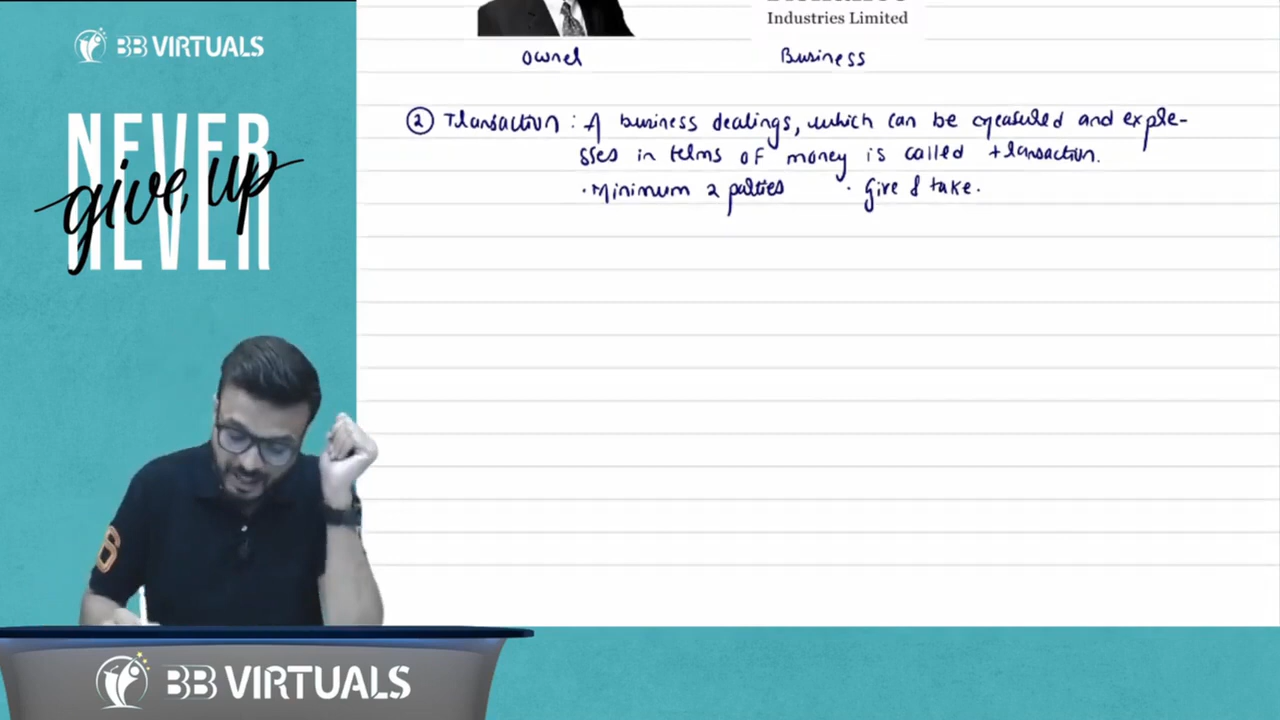 BB VIRTUALS
NEVER
give up
NEVER
Industries Limited
Owner
Business
② Transaction : A business dealings, which can be measured and expre-
sses in terms of money is called transaction.
· Minimum 2 parties · Give & take.
6
BB VIRTUALS